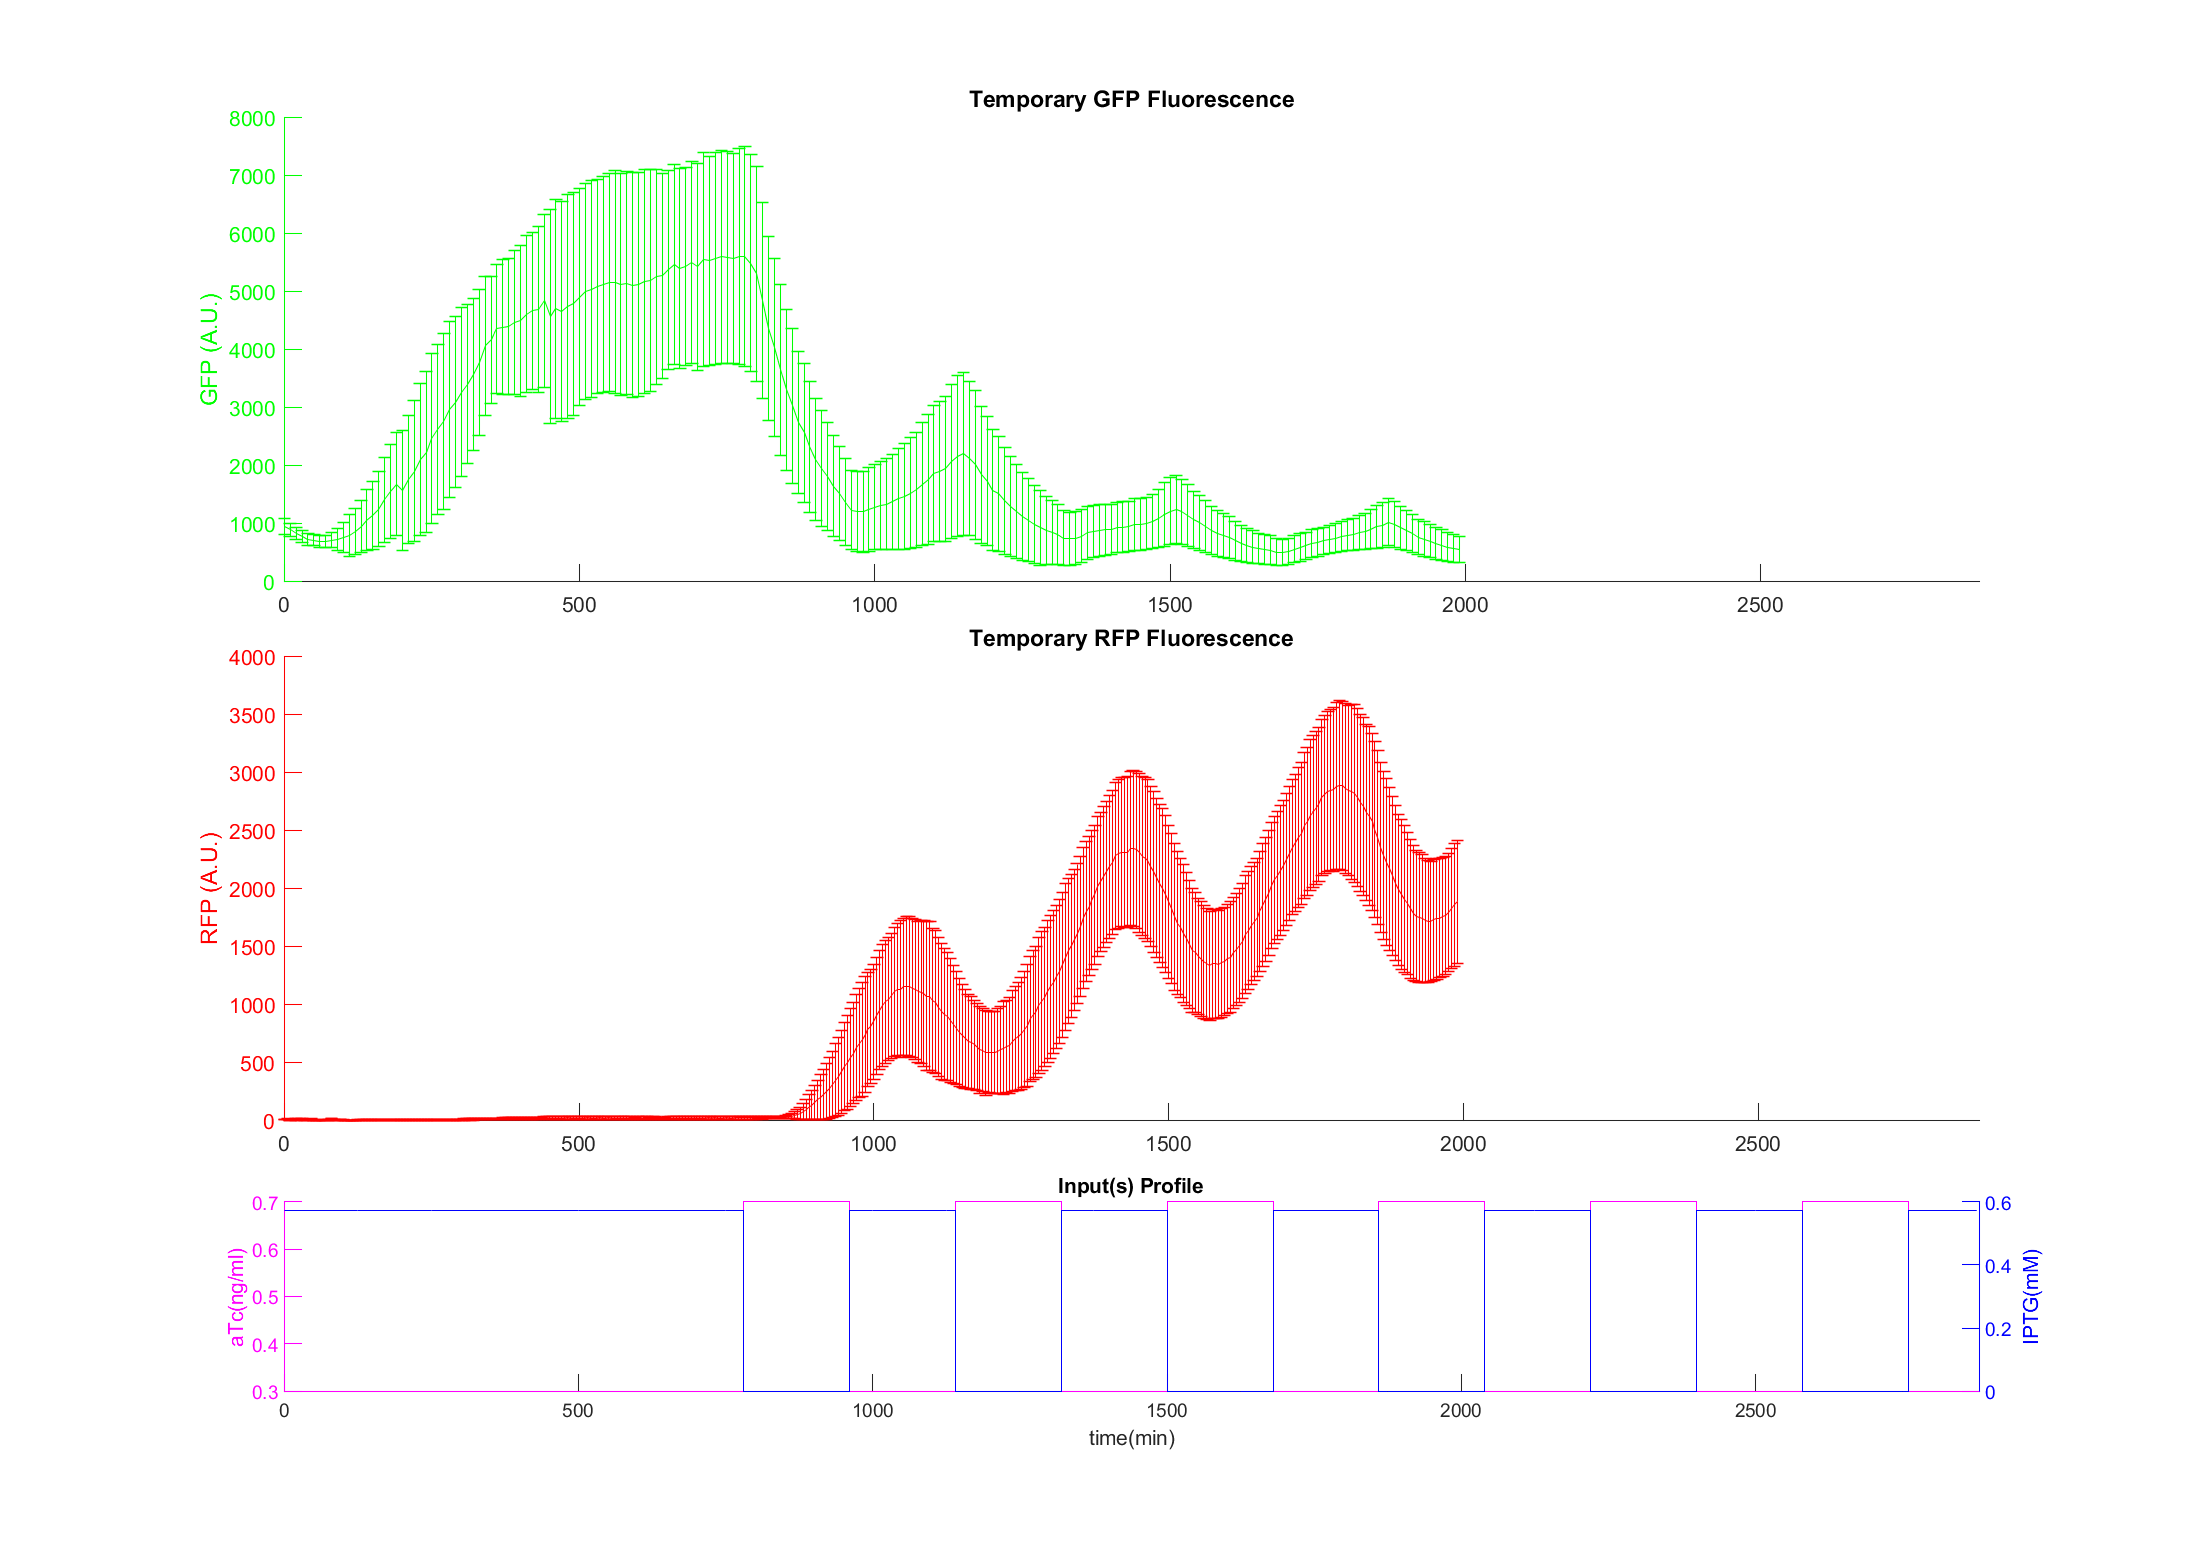 Temporary GFP Fluorescence
8000
7000
6000
5000
4000
3000
2000
1000
0
GFP (A.U.)
0 500 1000 1500 2000 2500
Temporary RFP Fluorescence
4000
3500
3000
2500
2000
1500
1000
500
0
RFP (A.U.)
0 500 1000 1500 2000 2500
Input(s) Profile
0.7
0.6
0.5
0.4
0.3
aTc(ng/ml)
0.6
0.4
0.2
0
IPTG(mM)
0 500 1000 1500 2000 2500
time(min)